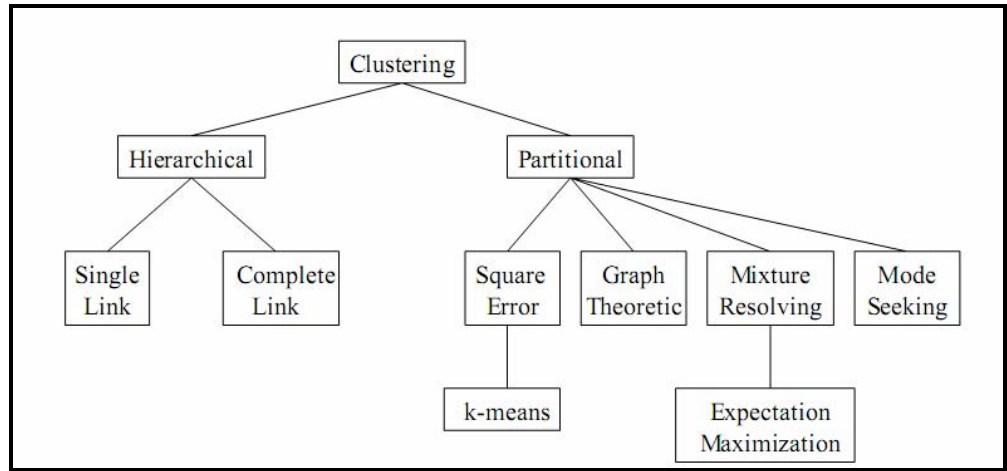 Clustering
Hierarchical
Partitional
Single
Link
Complete
Link
Square
Error
Graph
Theoretic
Mixture
Resolving
Mode
Seeking
k-means
Expectation
Maximization